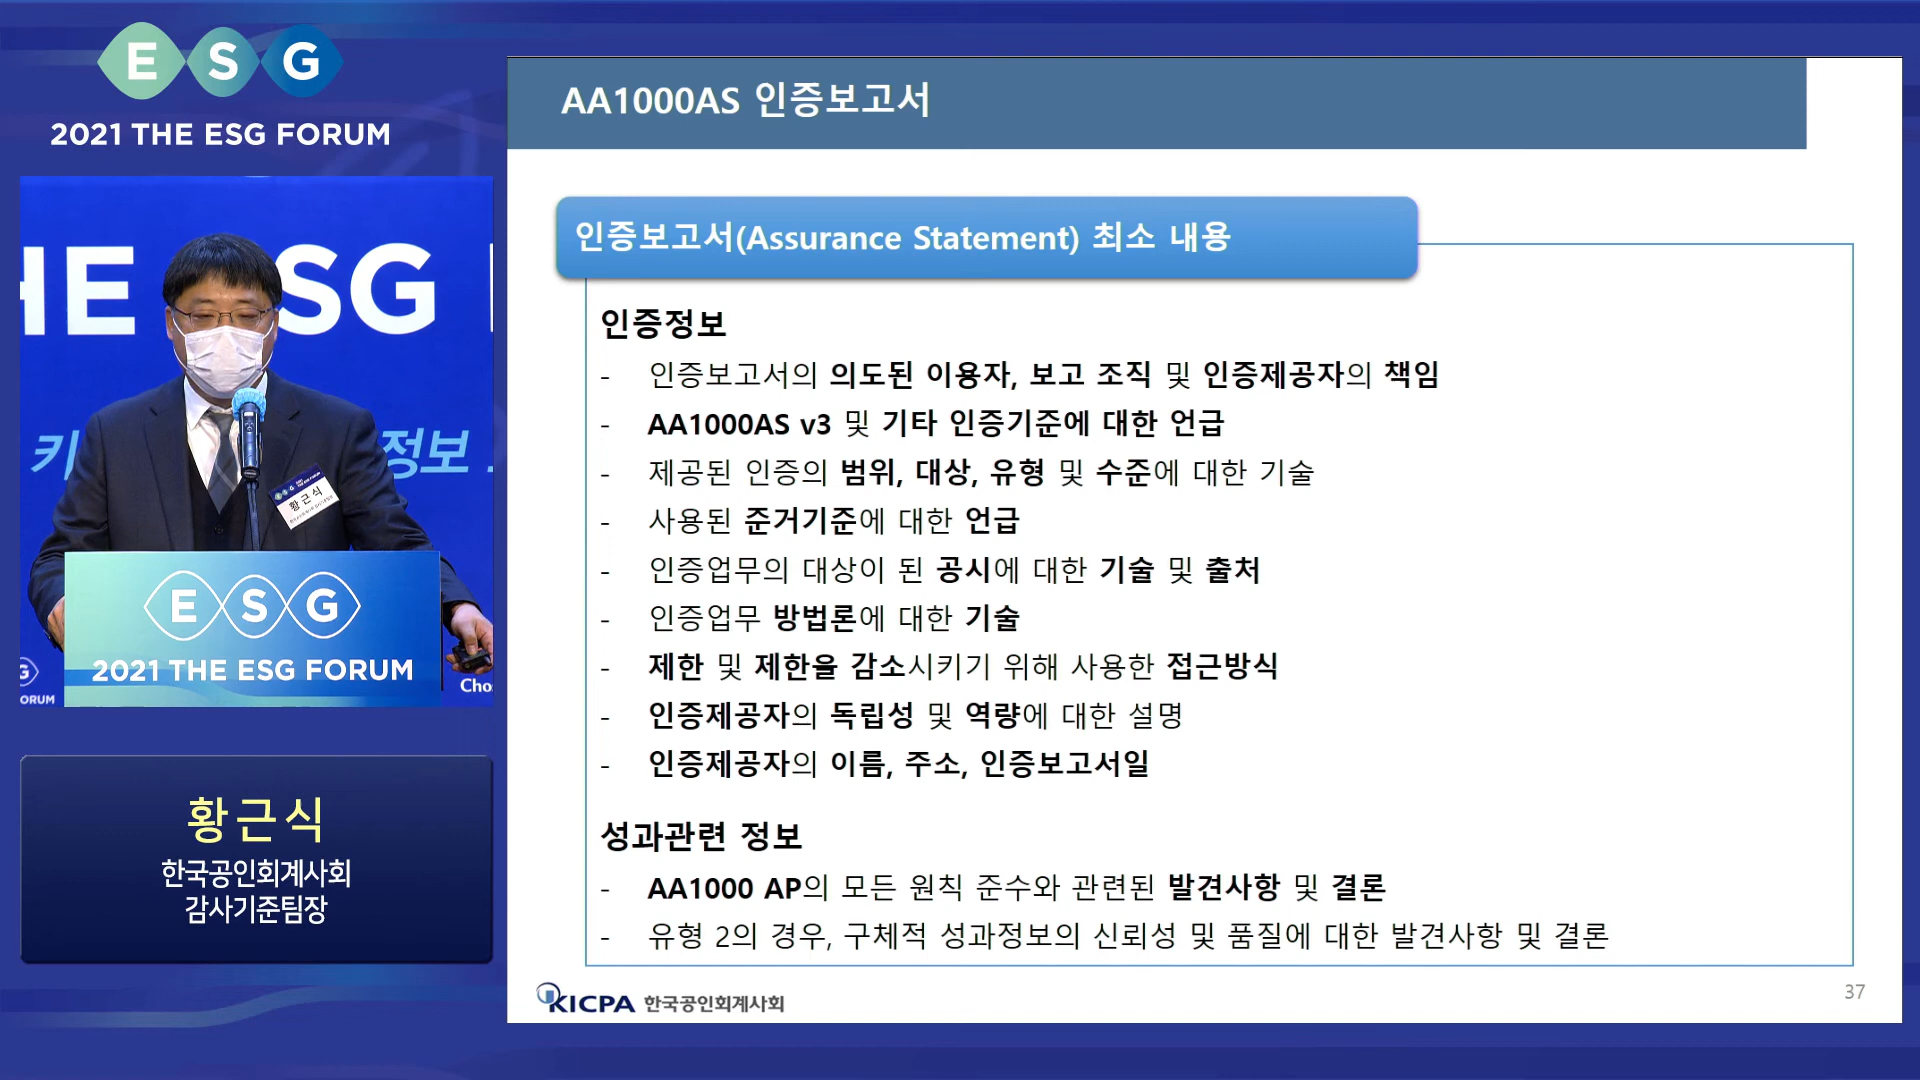 E S G
2021 THE ESG FORUM
HE ESG
키
정보
황근식
E S G
2021 THE ESG FORUM
G
ORUM
Cho
황근식
한국공인회계사회
감사기준팀장
AA1000AS 인증보고서
인증보고서(Assurance Statement) 최소 내용
인증정보
- 인증보고서의 의도된 이용자, 보고 조직 및 인증제공자의 책임
- AA1000AS v3 및 기타 인증기준에 대한 언급
- 제공된 인증의 범위, 대상, 유형 및 수준에 대한 기술
- 사용된 준거기준에 대한 언급
- 인증업무의 대상이 된 공시에 대한 기술 및 출처
- 인증업무 방법론에 대한 기술
- 제한 및 제한을 감소시키기 위해 사용한 접근방식
- 인증제공자의 독립성 및 역량에 대한 설명
- 인증제공자의 이름, 주소, 인증보고서일
성과관련 정보
- AA1000 AP의 모든 원칙 준수와 관련된 발견사항 및 결론
- 유형 2의 경우, 구체적 성과정보의 신뢰성 및 품질에 대한 발견사항 및 결론
KICPA 한국공인회계사회
37